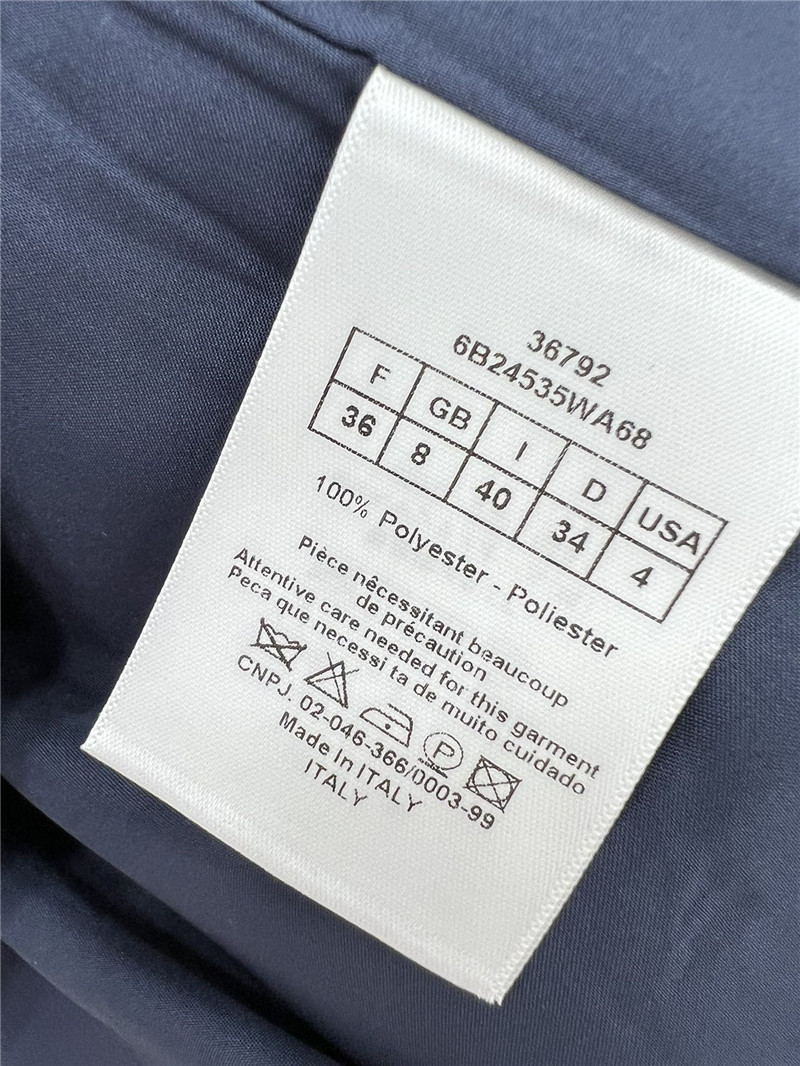 36792
6B24535WA68
F GB I D USA
36 8 40 34 4
100% Polyester - Poliester
Pièce nêcessitant beaucoup
de précaution
Attentive care needed for this garment
Peca que necessi ta de muito cuidado
P
CNPJ. 02-046-366/0003-99
Made In ITALY
ITALY